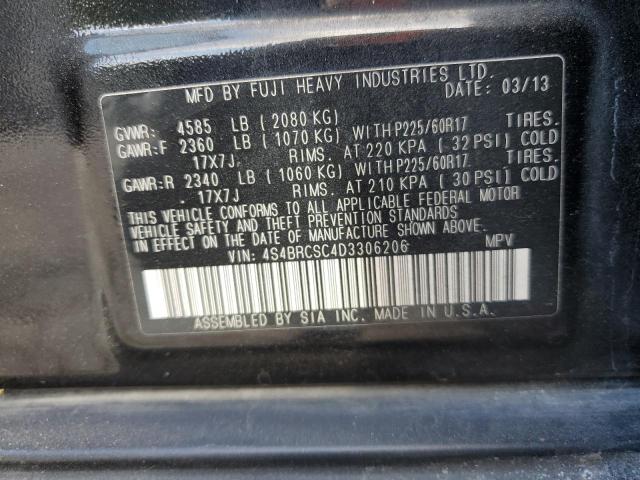 MFD BY FUJI HEAVY INDUSTRIES LTD.
DATE: 03/13
GVWR: 4585 LB ( 2080 KG)
GAWR:F 2360 LB ( 1070 KG) WITH P225/60R17 TIRES.
17X7J RIMS. AT 220 KPA ( 32 PSI) COLD
GAWR:R 2340 LB ( 1060 KG) WITH P225/60R17 TIRES.
17X7J RIMS. AT 210 KPA ( 30 PSI) COLD
THIS VEHICLE CONFORMS TO ALL APPLICABLE FEDERAL MOTOR
VEHICLE SAFETY AND THEFT PREVENTION STANDARDS
IN EFFECT ON THE DATE OF MANUFACTURE SHOWN ABOVE.
VIN: 4S4BRCSC4D3306206 MPV
ASSEMBLED BY SIA INC. MADE IN U.S.A.